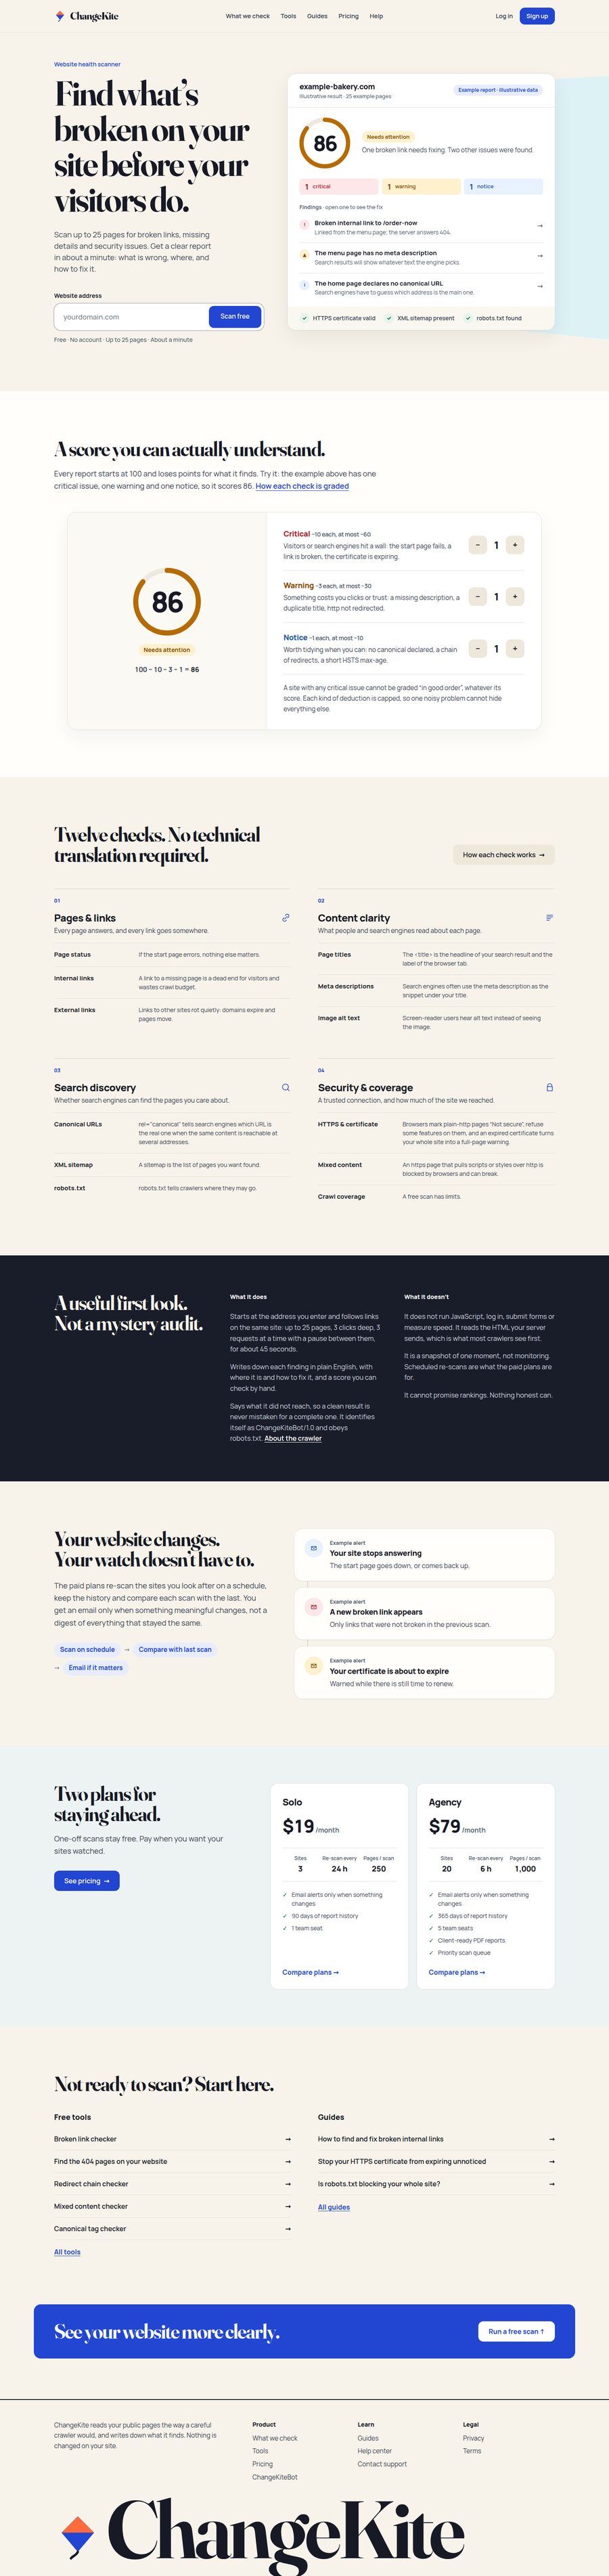 ChangeKite
What we check Tools Guides Pricing Help
Log in Sign up
Website health scanner
Find what's
broken on your
site before your
visitors do.
Scan up to 25 pages for broken links, missing
details and security issues. Get a clear report
in about a minute: what is wrong, where, and
how to fix it.
Website address
yourdomain.com Scan free
Free · No account · Up to 25 pages · About a minute
example-bakery.com
Illustrative result · 25 example pages
Example report · Illustrative data
86
Needs attention
One broken link needs fixing. Two other issues were found.
1 critical
1 warning
1 notice
Findings · open one to see the fix
! Broken internal link to /order-now →
Linked from the menu page; the server answers 404.
▲ The menu page has no meta description →
Search results will show whatever text the engine picks.
i The home page declares no canonical URL →
Search engines have to guess which address is the main one.
✓ HTTPS certificate valid ✓ XML sitemap present ✓ robots.txt found
A score you can actually understand.
Every report starts at 100 and loses points for what it finds. Try it: the example above has one
critical issue, one warning and one notice, so it scores 86. How each check is graded
86
Needs attention
100 − 10 − 3 − 1 = 86
Critical −10 each, at most −60
Visitors or search engines hit a wall: the start page fails, a
link is broken, the certificate is expiring.
− 1 +
Warning −3 each, at most −30
Something costs you clicks or trust: a missing description, a
duplicate title, http not redirected.
− 1 +
Notice −1 each, at most −10
Worth tidying when you can: no canonical declared, a chain
of redirects, a short HSTS max-age.
− 1 +
A site with any critical issue cannot be graded “in good order”, whatever its
score. Each kind of deduction is capped, so one noisy problem cannot hide
everything else.
Twelve checks. No technical
translation required.
How each check works →
01
Pages & links
Every page answers, and every link goes somewhere.
Page status If the start page errors, nothing else matters.
Internal links A link to a missing page is a dead end for visitors and
wastes crawl budget.
External links Links to other sites rot quietly: domains expire and
pages move.
02
Content clarity
What people and search engines read about each page.
Page titles The <title> is the headline of your search result and the
label of the browser tab.
Meta descriptions Search engines often use the meta description as the
snippet under your title.
Image alt text Screen-reader users hear alt text instead of seeing
the image.
03
Search discovery
Whether search engines can find the pages you care about.
Canonical URLs rel="canonical" tells search engines which URL is
the real one when the same content is reachable at
several addresses.
XML sitemap A sitemap is the list of pages you want found.
robots.txt robots.txt tells crawlers where they may go.
04
Security & coverage
A trusted connection, and how much of the site we reached.
HTTPS & certificate Browsers mark plain-http pages “Not secure”, refuse
some features on them, and an expired certificate turns
your whole site into a full-page warning.
Mixed content An https page that pulls scripts or styles over http is
blocked by browsers and can break.
Crawl coverage A free scan has limits.
A useful first look.
Not a mystery audit.
What it does
Starts at the address you enter and follows links
on the same site: up to 25 pages, 3 clicks deep, 3
requests at a time with a pause between them,
for about 45 seconds.
Writes down each finding in plain English, with
where it is and how to fix it, and a score you can
check by hand.
Says what it did not reach, so a clean result is
never mistaken for a complete one. It identifies
itself as ChangeKiteBot/1.0 and obeys
robots.txt. About the crawler
What it doesn't
It does not run JavaScript, log in, submit forms or
measure speed. It reads the HTML your server
sends, which is what most crawlers see first.
It is a snapshot of one moment, not monitoring.
Scheduled re-scans are what the paid plans are
for.
It cannot promise rankings. Nothing honest can.
Your website changes.
Your watch doesn't have to.
The paid plans re-scan the sites you look after on a schedule,
keep the history and compare each scan with the last. You
get an email only when something meaningful changes, not a
digest of everything that stayed the same.
Scan on schedule → Compare with last scan
→ Email if it matters
Example alert
Your site stops answering
The start page goes down, or comes back up.
Example alert
A new broken link appears
Only links that were not broken in the previous scan.
Example alert
Your certificate is about to expire
Warned while there is still time to renew.
Two plans for
staying ahead.
One-off scans stay free. Pay when you want your
sites watched.
See pricing →
Solo
$19 /month
Sites Re-scan every Pages / scan
3 24 h 250
✓ Email alerts only when something
changes
✓ 90 days of report history
✓ 1 team seat
Compare plans →
Agency
$79 /month
Sites Re-scan every Pages / scan
20 6 h 1,000
✓ Email alerts only when something
changes
✓ 365 days of report history
✓ 5 team seats
✓ Client-ready PDF reports
✓ Priority scan queue
Compare plans →
Not ready to scan? Start here.
Free tools
Broken link checker →
Find the 404 pages on your website →
Redirect chain checker →
Mixed content checker →
Canonical tag checker →
All tools
Guides
How to find and fix broken internal links →
Stop your HTTPS certificate from expiring unnoticed →
Is robots.txt blocking your whole site? →
All guides
See your website more clearly.
Run a free scan ↑
ChangeKite reads your public pages the way a careful
crawler would, and writes down what it finds. Nothing is
changed on your site.
Product
What we check
Tools
Pricing
ChangeKiteBot
Learn
Guides
Help center
Contact support
Legal
Privacy
Terms
ChangeKite